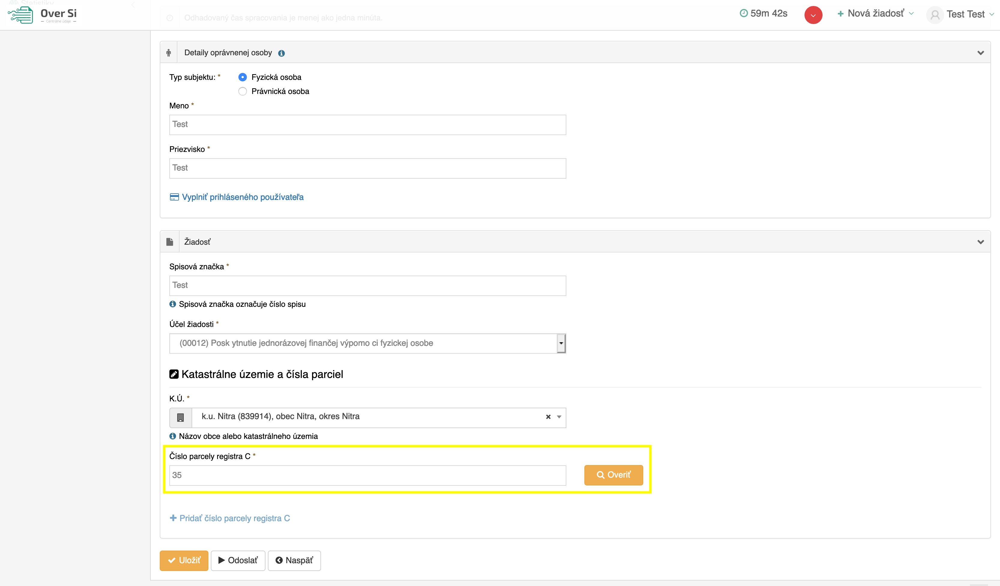 Statistiky
Over Si
Centrálne údaje
Odhadovaný čas spracovania je menej ako jedna minúta.
59m 42s
Nová žiadosť
Test Test
Detaily oprávnenej osoby
Typ subjektu: *
Fyzická osoba
Právnická osoba
Meno *
Test
Priezvisko *
Test
Vyplniť prihláseného používateľa
Žiadosť
Spisová značka *
Test
Spisová značka označuje číslo spisu
Účel žiadosti *
(00012) Posk ytnutie jednorázovej finančej výpomo ci fyzickej osobe
Katastrálne územie a čísla parciel
K.Ú. *
k.u. Nitra (839914), obec Nitra, okres Nitra
Názov obce alebo katastrálneho územia
Číslo parcely registra C *
35
Overiť
Pridať číslo parcely registra C
Uložiť
Odoslať
Naspäť